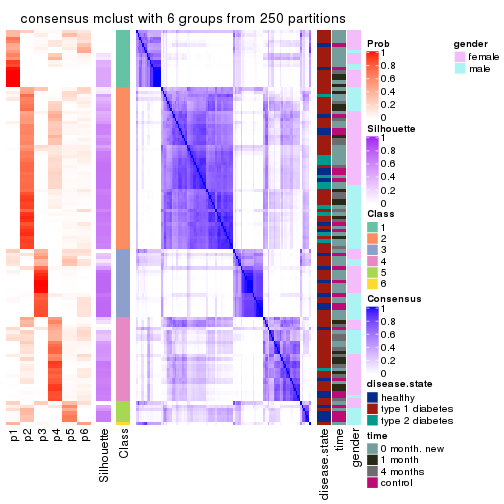 consensus mclust with 6 groups from 250 partitions
p1
p2
p3
p4
p5
p6
Silhouette
Class
disease.state
time
gender
Prob
1
0.8
0.6
0.4
0.2
0
Silhouette
1
0.8
0.6
0.4
0.2
0
Class
1
2
3
4
5
6
Consensus
1
0.8
0.6
0.4
0.2
0
disease.state
healthy
type 1 diabetes
type 2 diabetes
time
0 month. new
1 month
4 months
control
gender
female
male